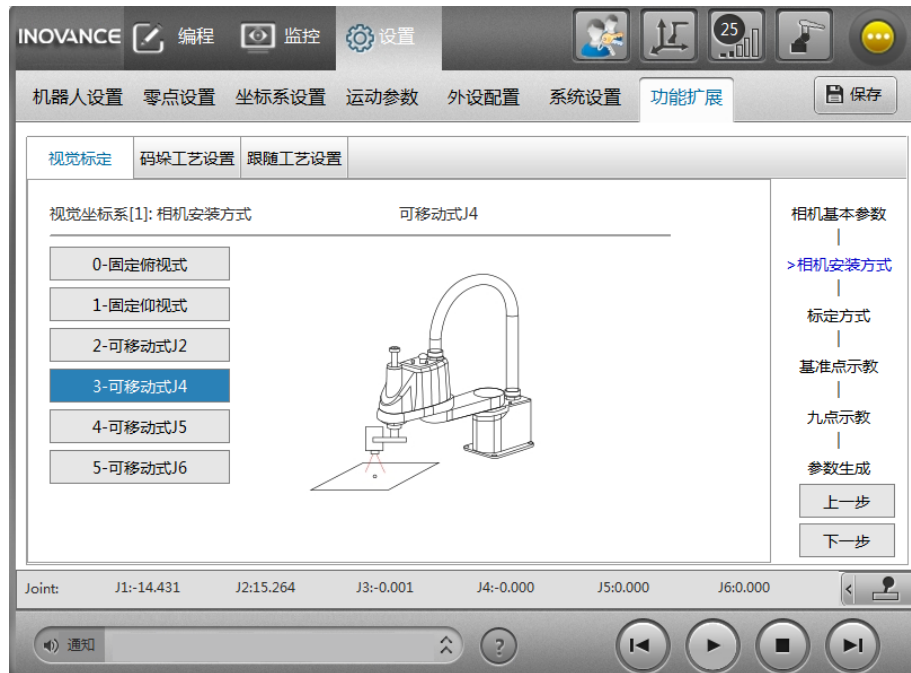 INOVANCE 编程 监控 设置 25
机器人设置 零点设置 坐标系设置 运动参数 外设配置 系统设置 功能扩展 保存
视觉标定 码垛工艺设置 跟随工艺设置
视觉坐标系[1]: 相机安装方式 可移动式J4
0-固定俯视式
1-固定仰视式
2-可移动式J2
3-可移动式J4
4-可移动式J5
5-可移动式J6
相机基本参数
>相机安装方式
标定方式
基准点示教
九点示教
参数生成
上一步
下一步
Joint: J1:-14.431 J2:15.264 J3:-0.001 J4:-0.000 J5:0.000 J6:0.000
通知 ?